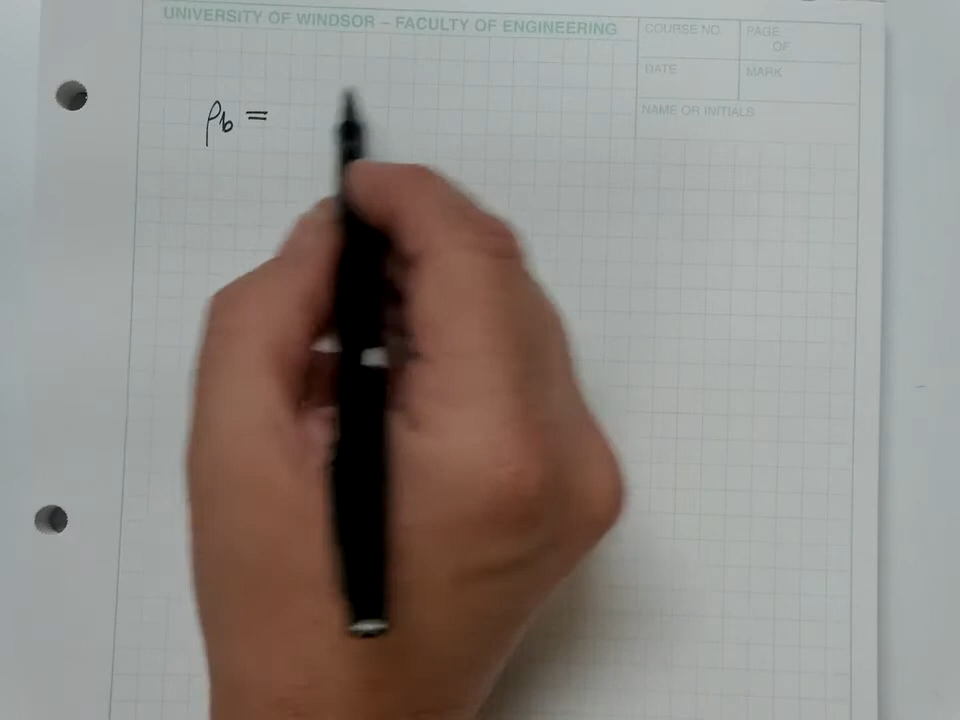 UNIVERSITY OF WINDSOR – FACULTY OF ENGINEERING
COURSE NO.
PAGE
OF
DATE
MARK
NAME OR INITIALS
ρb =